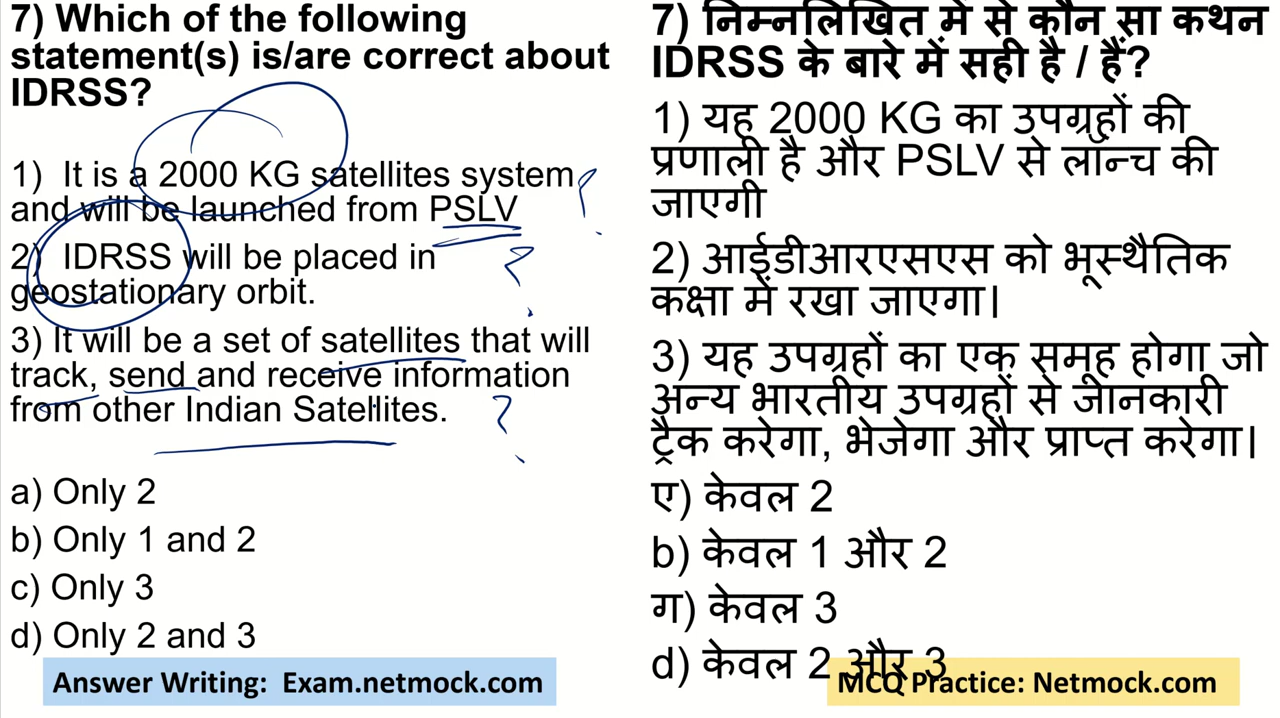 7) Which of the following
statement(s) is/are correct about
IDRSS?
1) It is a 2000 KG satellites system
and will be launched from PSLV
2) IDRSS will be placed in
geostationary orbit.
3) It will be a set of satellites that will
track, send and receive information
from other Indian Satellites.
a) Only 2
b) Only 1 and 2
c) Only 3
d) Only 2 and 3
Answer Writing: Exam.netmock.com
7) निम्नलिखित में से कौन सा कथन
IDRSS के बारे में सही है / हैं?
1) यह 2000 KG का उपग्रहों की
प्रणाली है और PSLV से लॉन्च की
जाएगी
2) आईडीआरएसएस को भूस्थैतिक
कक्षा में रखा जाएगा।
3) यह उपग्रहों का एक समूह होगा जो
अन्य भारतीय उपग्रहों से जानकारी
ट्रैक करेगा, भेजेगा और प्राप्त करेगा।
ए) केवल 2
b) केवल 1 और 2
ग) केवल 3
d) केवल 2 और 3
MCQ Practice: Netmock.com